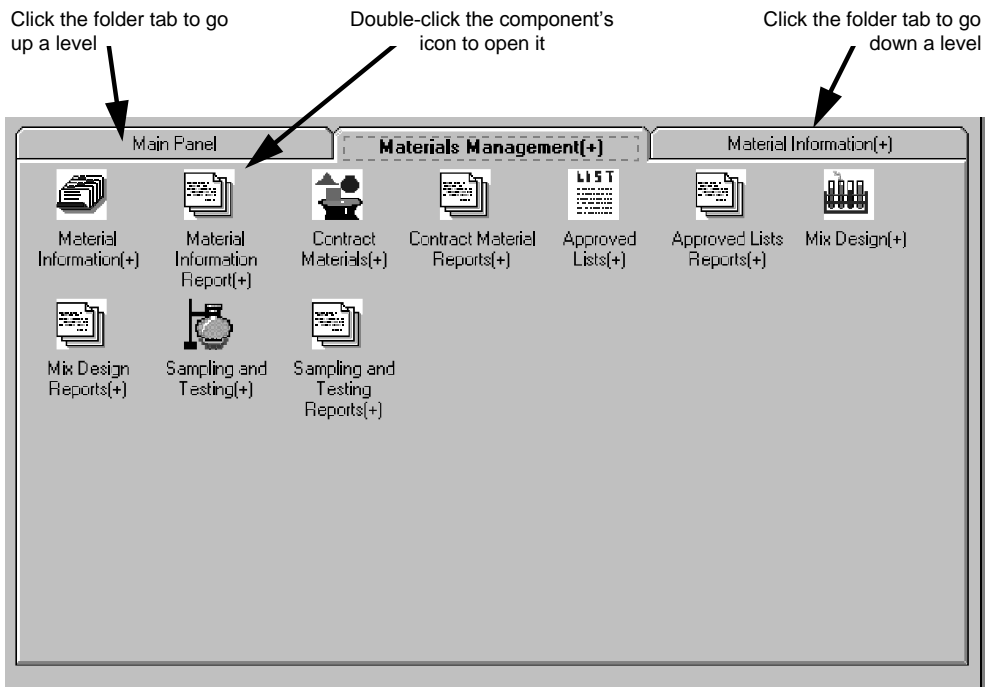 Click the folder tab to go
up a level
Double-click the component's
icon to open it
Click the folder tab to go
down a level
Main Panel
Materials Management(+)
Material Information(+)
LIST
Material
Information(+)
Material
Information
Report(+)
Contract
Materials(+)
Contract Material
Reports(+)
Approved
Lists(+)
Approved Lists
Reports(+)
Mix Design(+)
Mix Design
Reports(+)
Sampling and
Testing(+)
Sampling and
Testing
Reports(+)